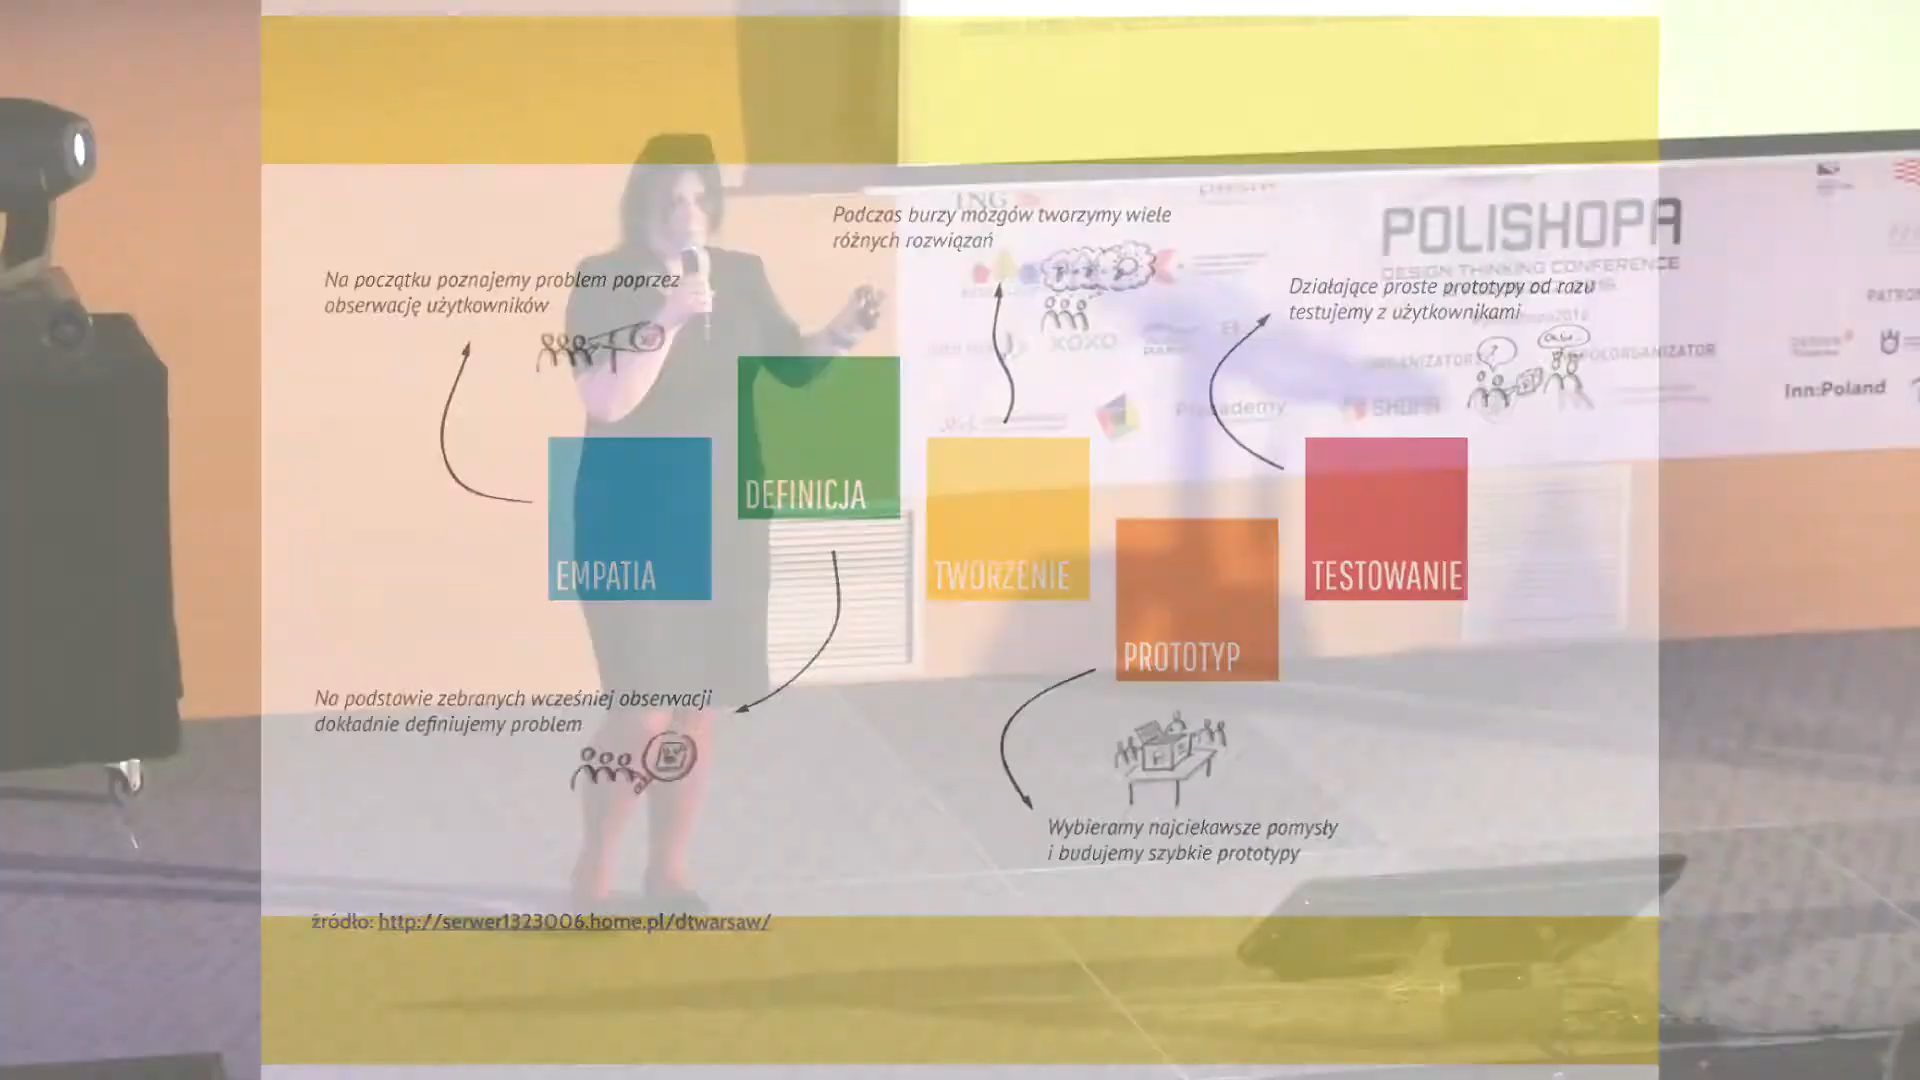 ING
POLISHOPA
DESIGN THINKING CONFERENCE
Podczas burzy mózgów tworzymy wiele
różnych rozwiązań
Na początku poznajemy problem poprzez
obserwację użytkowników
Działające proste prototypy od razu
testujemy z użytkownikami
XOXO
Inn:Poland
SHOPA
DEFINICJA
EMPATIA
TWORZENIE
TESTOWANIE
PROTOTYP
Na podstawie zebranych wcześniej obserwacji
dokładnie definiujemy problem
Wybieramy najciekawsze pomysły
i budujemy szybkie prototypy
źródło: http://serwer1323006.home.pl/dtwarsaw/